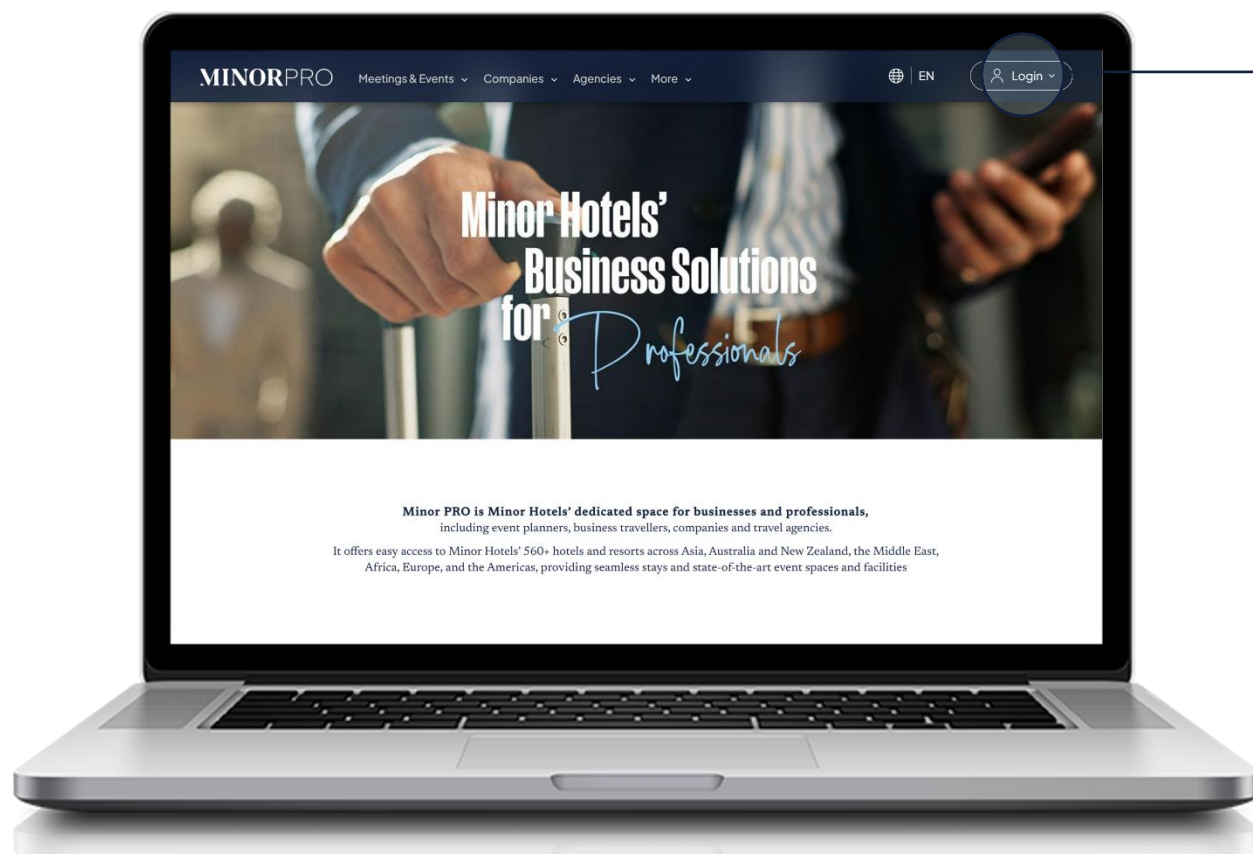 MINORPRO
Meetings & Events
Companies
Agencies
More
EN
Login
Minor Hotels'
Business Solutions
for Professionals
Minor PRO is Minor Hotels' dedicated space for businesses and professionals,
including event planners, business travellers, companies and travel agencies.
It offers easy access to Minor Hotels' 560+ hotels and resorts across Asia, Australia and New Zealand, the Middle East,
Africa, Europe, and the Americas, providing seamless stays and state-of-the-art event spaces and facilities